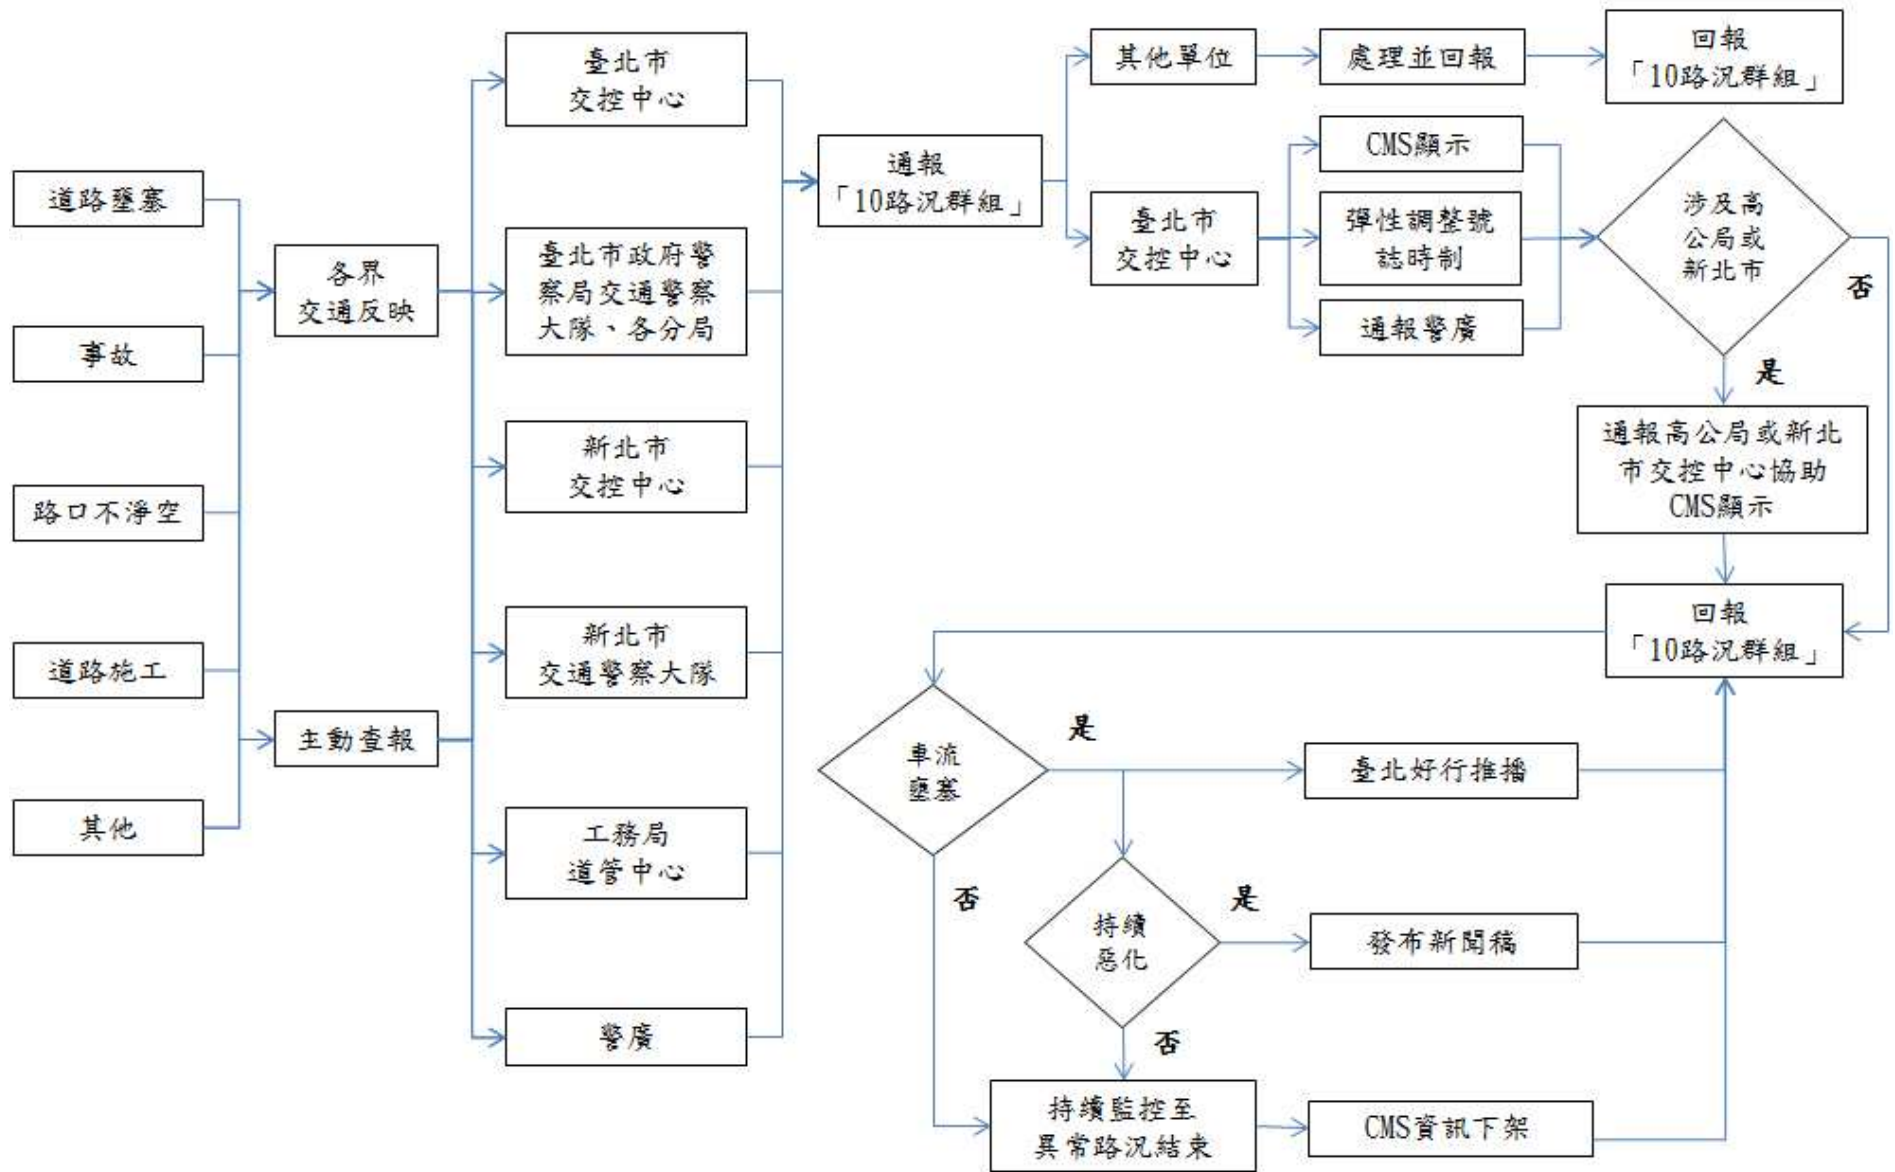 道路壅塞
事故
路口不淨空
道路施工
其他
各界
交通反映
主動查報
臺北市
交控中心
臺北市政府警
察局交通警察
大隊、各分局
新北市
交控中心
新北市
交通警察大隊
工務局
道管中心
警廣
通報
「10路況群組」
其他單位
處理並回報
回報
「10路況群組」
臺北市
交控中心
CMS顯示
彈性調整號
誌時制
通報警廣
涉及高
公局或
新北市
否
是
通報高公局或新北
市交控中心協助
CMS顯示
回報
「10路況群組」
車流
壅塞
是
臺北好行推播
否
持續
惡化
是
發布新聞稿
否
持續監控至
異常路況結束
CMS資訊下架